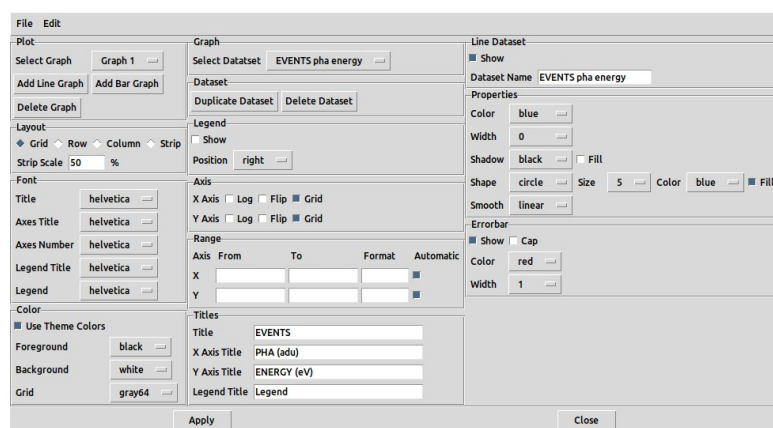 File Edit
Plot
Select Graph Graph 1
Add Line Graph Add Bar Graph
Delete Graph
Layout
Grid Row Column Strip
Strip Scale 50 %
Font
Title helvetica
Axes Title helvetica
Axes Number helvetica
Legend Title helvetica
Legend helvetica
Color
Use Theme Colors
Foreground black
Background white
Grid gray64
Graph
Select Datatset EVENTS pha energy
Dataset
Duplicate Dataset Delete Dataset
Legend
Show
Position right
Axis
X Axis Log Flip Grid
Y Axis Log Flip Grid
Range
Axis From To Format Automatic
X
Y
Titles
Title EVENTS
X Axis Title PHA (adu)
Y Axis Title ENERGY (eV)
Legend Title Legend
Line Dataset
Show
Dataset Name EVENTS pha energy
Properties
Color blue
Width 0
Shadow black Fill
Shape circle Size 5 Color blue Fill
Smooth linear
Errorbar
Show Cap
Color red
Width 1
Apply Close